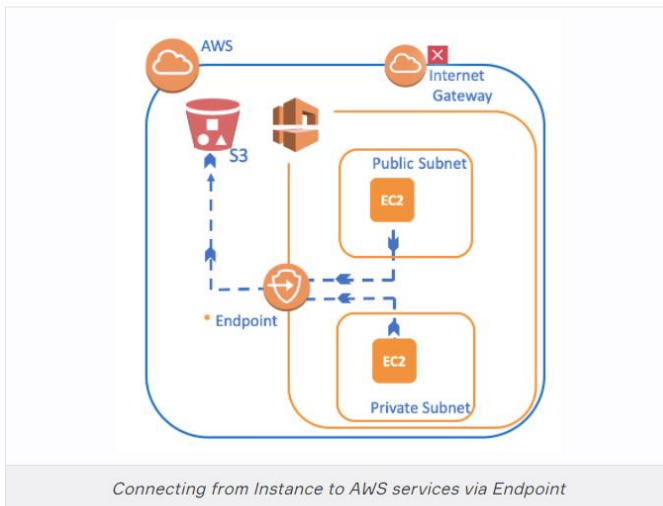 AWS
Internet
Gateway
S3
Public Subnet
EC2
* Endpoint
EC2
Private Subnet
Connecting from Instance to AWS services via Endpoint